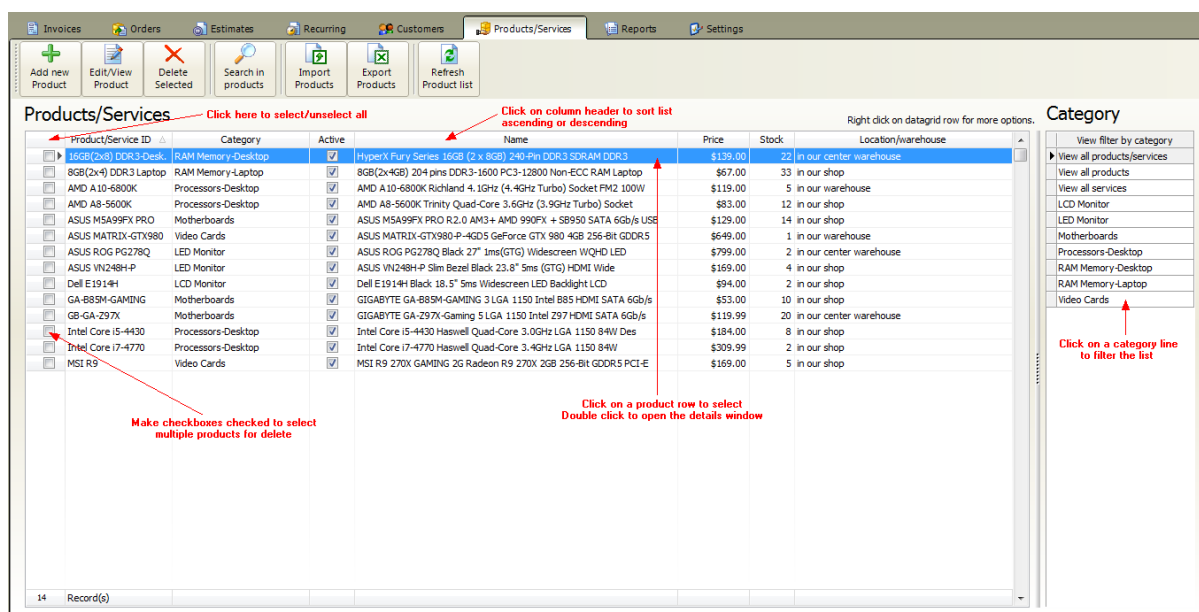 Invoices Orders Estimates Recurring Customers Products/Services Reports Settings
Add new Product
Edit/View Product
Delete Selected
Search in products
Import Products
Export Products
Refresh Product list
Products/Services
Click here to select/unselect all
Click on column header to sort list
ascending or descending
Right click on datagrid row for more options.
Product/Service ID Category Active Name Price Stock Location/warehouse
16GB(2x8) DDR3-Desk. RAM Memory-Desktop HyperX Fury Series 16GB (2 x 8GB) 240-Pin DDR3 SDRAM DDR3 $139.00 22 in our center warehouse
8GB(2x4) DDR3 Laptop RAM Memory-Laptop 8GB(2x4GB) 204 pins DDR3-1600 PC3-12800 Non-ECC RAM Laptop $67.00 33 in our shop
AMD A10-6800K Processors-Desktop AMD A10-6800K Richland 4.1GHz (4.4GHz Turbo) Socket FM2 100W $119.00 5 in our warehouse
AMD A8-5600K Processors-Desktop AMD A8-5600K Trinity Quad-Core 3.6GHz (3.9GHz Turbo) Socket $83.00 12 in our shop
ASUS M5A99FX PRO Motherboards ASUS M5A99FX PRO R2.0 AM3+ AMD 990FX + SB950 SATA 6Gb/s USB $129.00 14 in our shop
ASUS MATRIX-GTX980 Video Cards ASUS MATRIX-GTX980-P-4GD5 GeForce GTX 980 4GB 256-Bit GDDR5 $649.00 1 in our warehouse
ASUS ROG PG278Q LED Monitor ASUS ROG PG278Q Black 27" 1ms(GTG) Widescreen WQHD LED $799.00 2 in our center warehouse
ASUS VN248H-P LED Monitor ASUS VN248H-P Slim Bezel Black 23.8" 5ms (GTG) HDMI Wide $169.00 4 in our shop
Dell E1914H LCD Monitor Dell E1914H Black 18.5" 5ms Widescreen LED Backlight LCD $94.00 2 in our shop
GA-B85M-GAMING Motherboards GIGABYTE GA-B85M-GAMING 3 LGA 1150 Intel B85 HDMI SATA 6Gb/s $53.00 10 in our shop
GB-GA-Z97X Motherboards GIGABYTE GA-Z97X-Gaming 5 LGA 1150 Intel Z97 HDMI SATA 6Gb/s $119.99 20 in our center warehouse
Intel Core i5-4430 Processors-Desktop Intel Core i5-4430 Haswell Quad-Core 3.0GHz LGA 1150 84W Des $184.00 8 in our shop
Intel Core i7-4770 Processors-Desktop Intel Core i7-4770 Haswell Quad-Core 3.4GHz LGA 1150 84W $309.99 2 in our shop
MSI R9 Video Cards MSI R9 270X GAMING 2G Radeon R9 270X 2GB 256-Bit GDDR5 PCI-E $169.00 5 in our shop
Click on a product row to select
Double click to open the details window
Make checkboxes checked to select
multiple products for delete
14 Record(s)
Category
View filter by category
View all products/services
View all products
View all services
LCD Monitor
LED Monitor
Motherboards
Processors-Desktop
RAM Memory-Desktop
RAM Memory-Laptop
Video Cards
Click on a category line
to filter the list